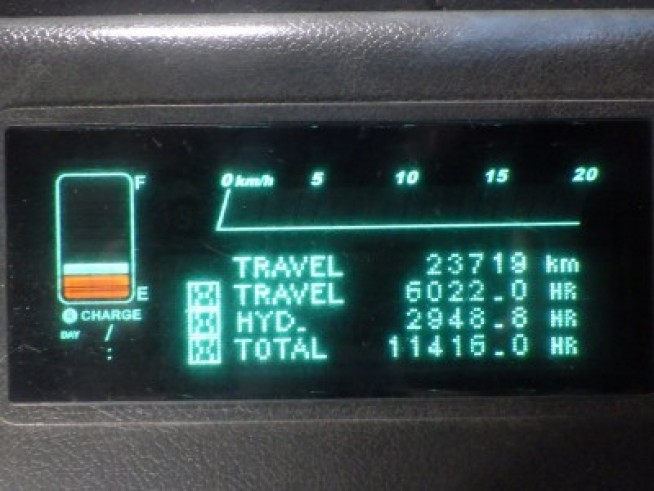 F
0 km/h 5 10 15 20
TRAVEL 23719 km
E TRAVEL 6022.0 HR
CHARGE HYD. 2948.8 HR
DAY / :
TOTAL 11416.0 HR